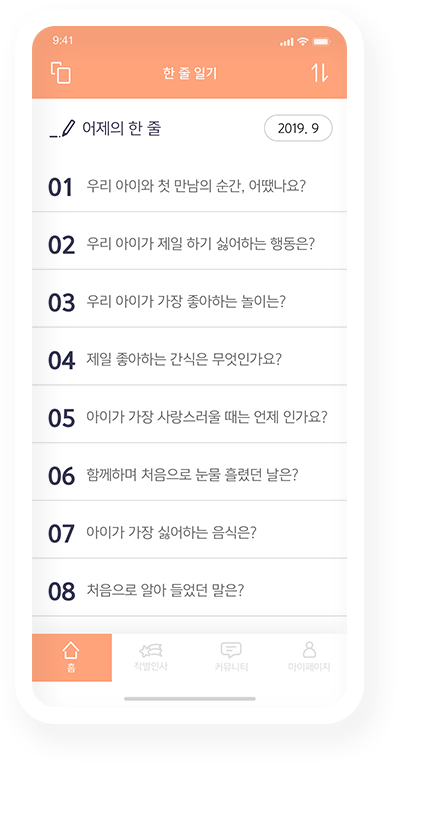 9:41
한 줄 일기
어제의 한 줄
2019. 9
01 우리 아이와 첫 만남의 순간, 어땠나요?
02 우리 아이가 제일 하기 싫어하는 행동은?
03 우리 아이가 가장 좋아하는 놀이는?
04 제일 좋아하는 간식은 무엇인가요?
05 아이가 가장 사랑스러울 때는 언제 인가요?
06 함께하며 처음으로 눈물 흘렸던 날은?
07 아이가 가장 싫어하는 음식은?
08 처음으로 알아 들었던 말은?
홈 작별인사 커뮤니티 마이페이지